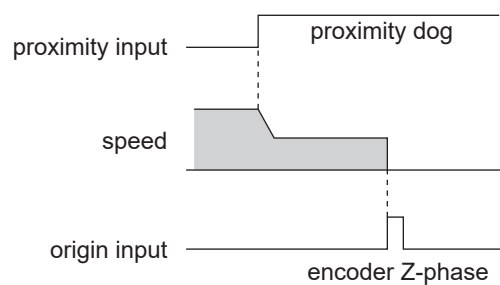 proximity dog
proximity input
speed
origin input
encoder Z-phase